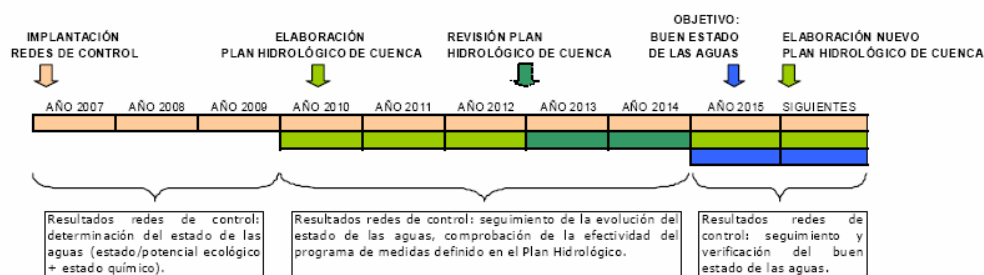 OBJETIVO:
IMPLANTACIÓN
REDES DE CONTROL
ELABORACIÓN
PLAN HIDROLÓGICO DE CUENCA
REVISIÓN PLAN
HIDROLÓGICO DE CUENCA
BUEN ESTADO
DE LAS AGUAS
ELABORACIÓN NUEVO
PLAN HIDROLÓGICO DE CUENCA
AÑO 2007 AÑO 2008 AÑO 2009 AÑO 2010 AÑO 2011 AÑO 2012 AÑO 2013 AÑO 2014 AÑO 2015 SIGUIENTES
Resultados redes de control:
determinación del estado de las
aguas (estado/potencial ecológico
+ estado químico).
Resultados redes de control: seguimiento de la evolución del
estado de las aguas, comprobación de la efectividad del
programa de medidas definido en el Plan Hidrológico.
Resultados redes de
control: seguimiento y
verificación del buen
estado de las aguas.